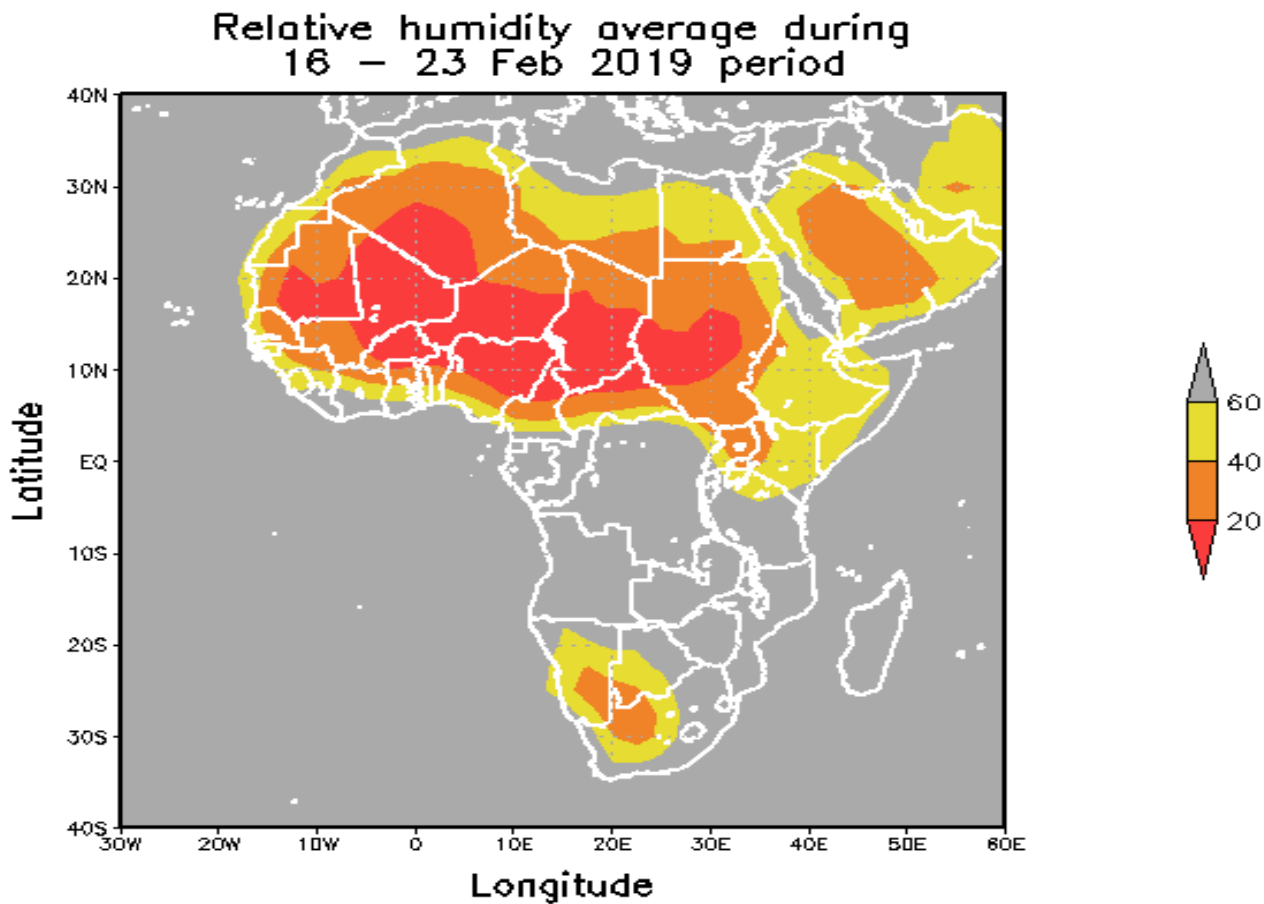 Relative humidity average during
16 – 23 Feb 2019 period
40N
30N
20N
10N
EQ
10S
20S
30S
40S
30W 20W 10W 0 10E 20E 30E 40E 50E 60E
Latitude
Longitude
60
40
20